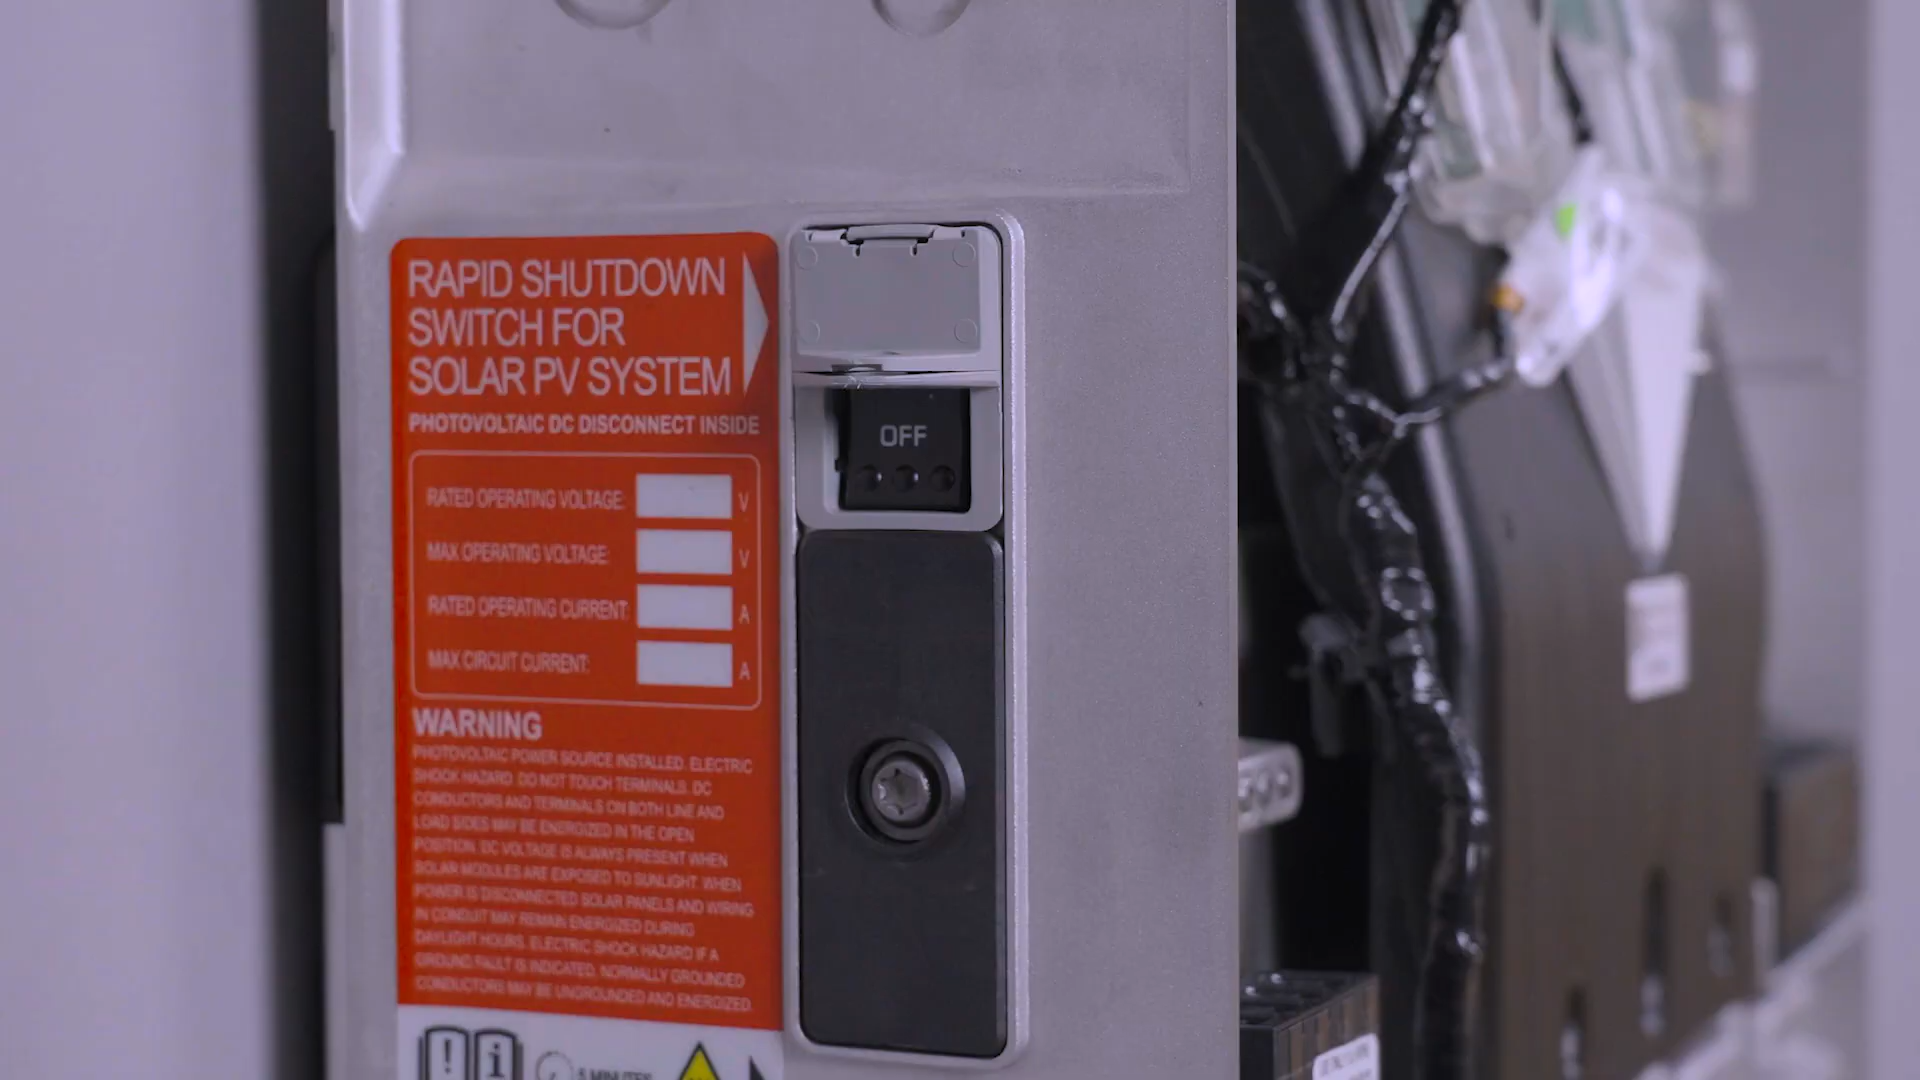 RAPID SHUTDOWN
SWITCH FOR
SOLAR PV SYSTEM
PHOTOVOLTAIC DC DISCONNECT INSIDE
RATED OPERATING VOLTAGE: V
MAX OPERATING VOLTAGE: V
RATED OPERATING CURRENT: A
MAX CIRCUIT CURRENT: A
WARNING
PHOTOVOLTAIC POWER SOURCE INSTALLED. ELECTRIC
SHOCK HAZARD. DO NOT TOUCH TERMINALS. DC
CONDUCTORS AND TERMINALS ON BOTH LINE AND
LOAD SIDES MAY BE ENERGIZED IN THE OPEN
POSITION. DC VOLTAGE IS ALWAYS PRESENT WHEN
SOLAR MODULES ARE EXPOSED TO SUNLIGHT. WHEN
POWER IS DISCONNECTED SOLAR PANELS AND WIRING
IN CONDUIT MAY REMAIN ENERGIZED DURING
DAYLIGHT HOURS. ELECTRIC SHOCK HAZARD IF A
GROUND FAULT IS INDICATED, NORMALLY GROUNDED
CONDUCTORS MAY BE UNGROUNDED AND ENERGIZED.
! i
5 MINUTES
OFF